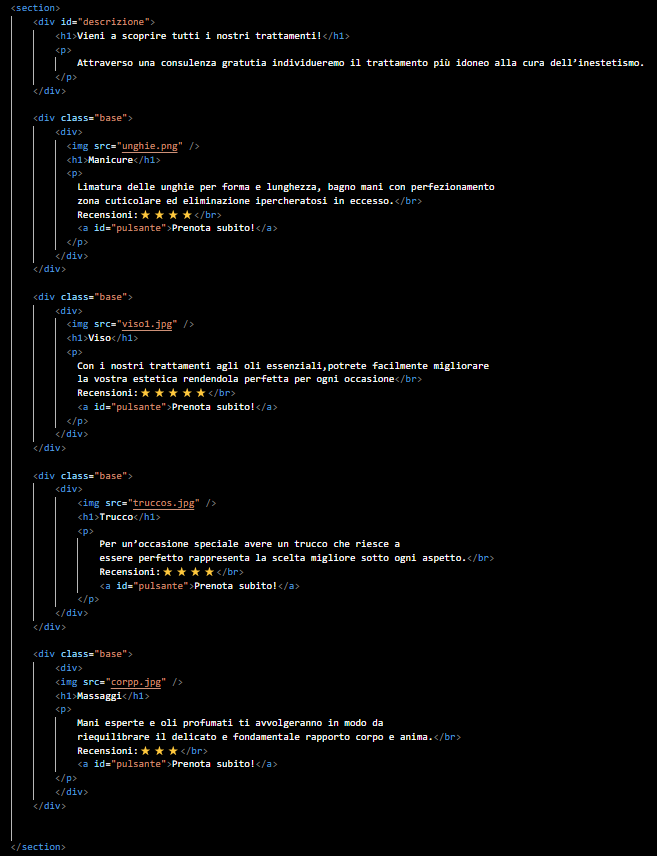 <section>
<div id="descrizione">
<h1>Vieni a scoprire tutti i nostri trattamenti!</h1>
<p>
Attraverso una consulenza gratutia individueremo il trattamento più idoneo alla cura dell’inestetismo.
</p>
</div>
<div class="base">
<div>
<img src="unghie.png" />
<h1>Manicure</h1>
<p>
Limatura delle unghie per forma e lunghezza, bagno mani con perfezionamento
zona cuticolare ed eliminazione ipercheratosi in eccesso.</br>
Recensioni:⭐⭐⭐⭐</br>
<a id="pulsante">Prenota subito!</a>
</p>
</div>
</div>
<div class="base">
<div>
<img src="viso1.jpg" />
<h1>Viso</h1>
<p>
Con i nostri trattamenti agli oli essenziali,potrete facilmente migliorare
la vostra estetica rendendola perfetta per ogni occasione</br>
Recensioni:⭐⭐⭐⭐⭐</br>
<a id="pulsante">Prenota subito!</a>
</p>
</div>
</div>
<div class="base">
<div>
<img src="truccos.jpg" />
<h1>Trucco</h1>
<p>
Per un’occasione speciale avere un trucco che riesce a
essere perfetto rappresenta la scelta migliore sotto ogni aspetto.</br>
Recensioni:⭐⭐⭐⭐</br>
<a id="pulsante">Prenota subito!</a>
</p>
</div>
</div>
<div class="base">
<div>
<img src="corpp.jpg" />
<h1>Massaggi</h1>
<p>
Mani esperte e oli profumati ti avvolgeranno in modo da
riequilibrare il delicato e fondamentale rapporto corpo e anima.</br>
Recensioni:⭐⭐⭐</br>
<a id="pulsante">Prenota subito!</a>
</p>
</div>
</div>
</section>